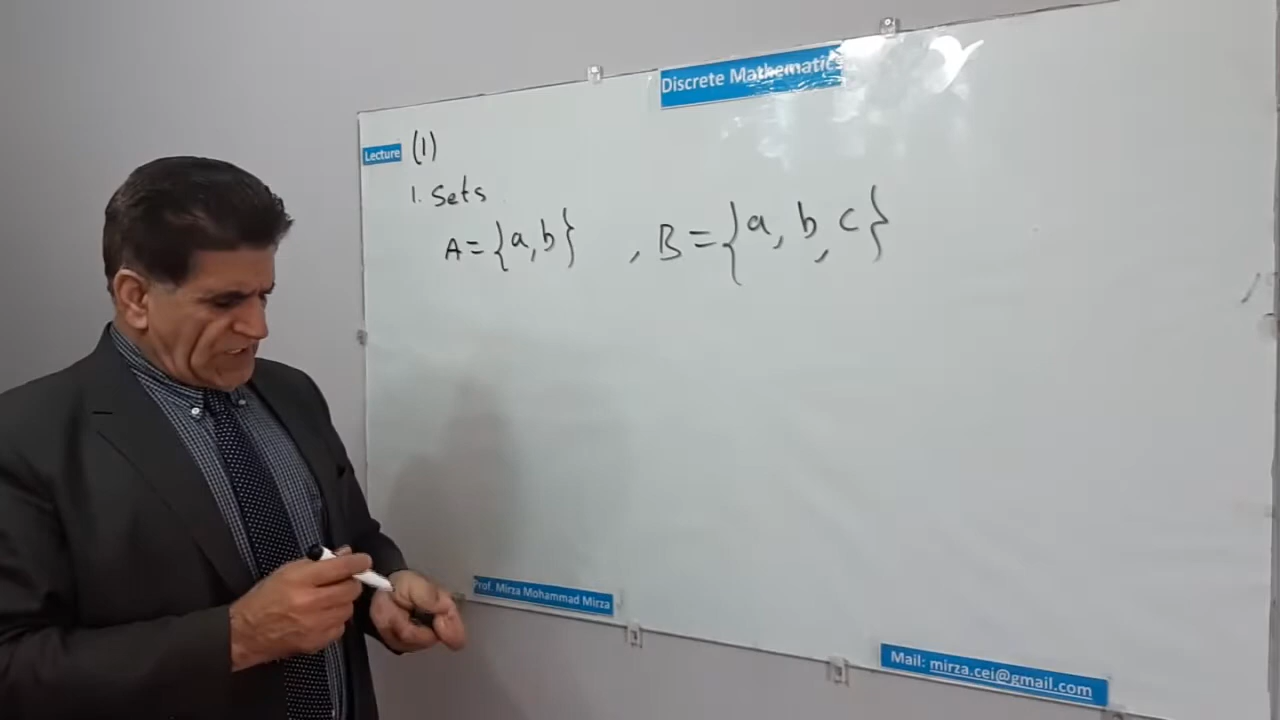 Discrete Mathematics
Lecture (1)
1. Sets
A = {a, b} , B = {a, b, c}
Prof. Mirza Mohammad Mirza
Mail: mirza.cei@gmail.com